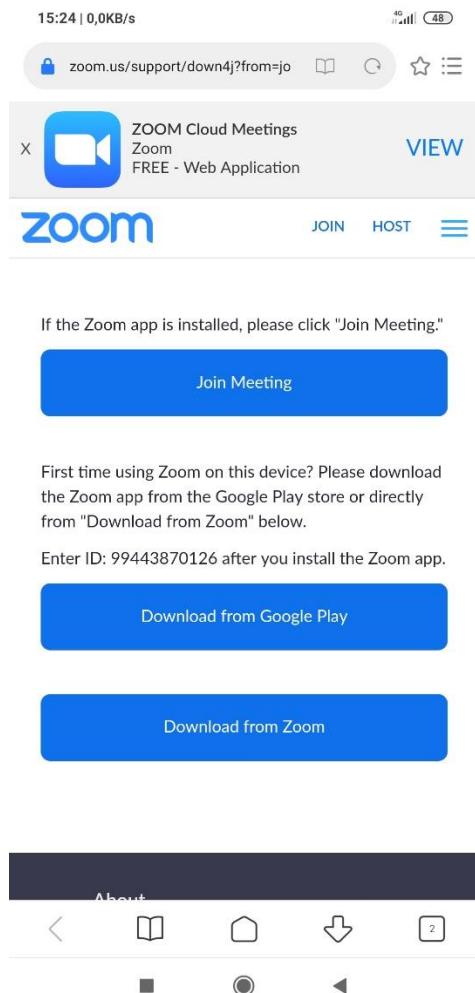 15:24 | 0,0KB/s
4G
48
zoom.us/support/down4j?from=jo
X
ZOOM Cloud Meetings
Zoom
FREE - Web Application
VIEW
zoom
JOIN HOST
If the Zoom app is installed, please click "Join Meeting."
Join Meeting
First time using Zoom on this device? Please download
the Zoom app from the Google Play store or directly
from "Download from Zoom" below.
Enter ID: 99443870126 after you install the Zoom app.
Download from Google Play
Download from Zoom
About
2